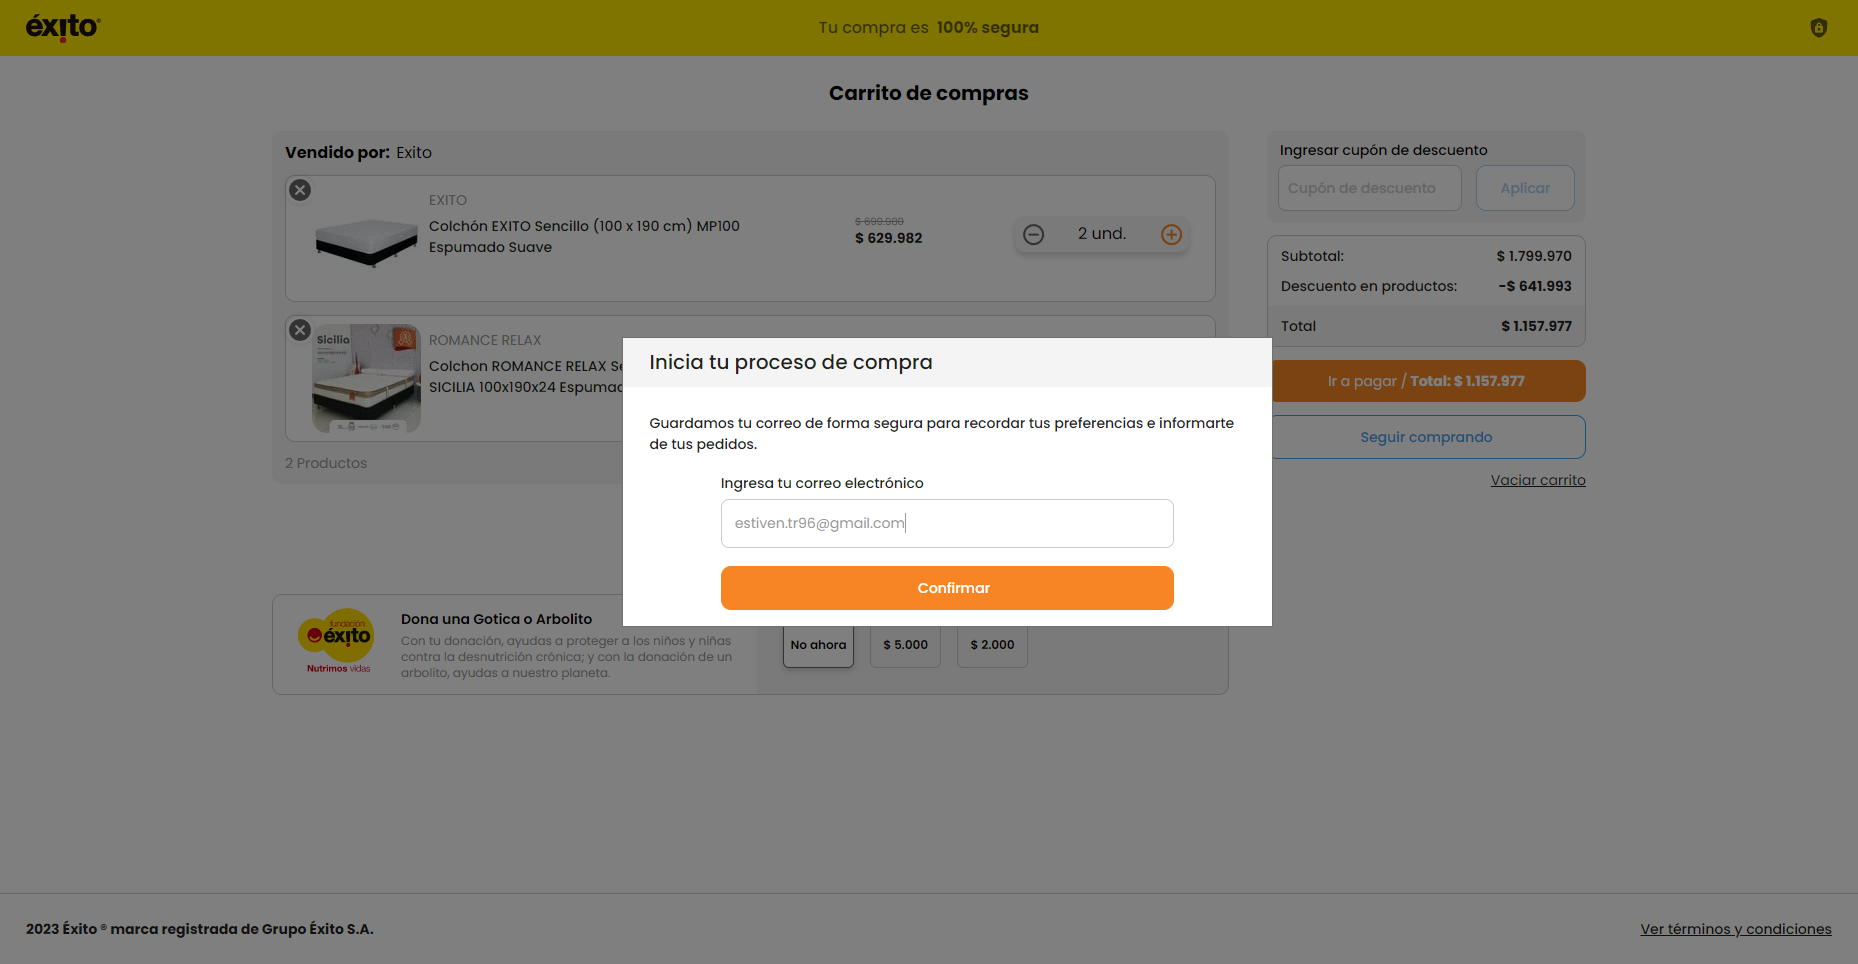 éxito
Tu compra es 100% segura
Carrito de compras
Vendido por: Exito
EXITO
Colchón EXITO Sencillo (100 x 190 cm) MP100
Espumado Suave
$ 699.980
$ 629.982
2 und.
Sicilia
ROMANCE RELAX
Colchon ROMANCE RELAX Se
SICILIA 100x190x24 Espumad
2 Productos
Ingresar cupón de descuento
Cupón de descuento
Aplicar
Subtotal:
$ 1.799.970
Descuento en productos:
-$ 641.993
Total
$ 1.157.977
Ir a pagar / Total: $ 1.157.977
Seguir comprando
Vaciar carrito
Inicia tu proceso de compra
Guardamos tu correo de forma segura para recordar tus preferencias e informarte
de tus pedidos.
Ingresa tu correo electrónico
estiven.tr96@gmail.com
Confirmar
fundación
éxito
Nutrimos vidas
Dona una Gotica o Arbolito
Con tu donación, ayudas a proteger a los niños y niñas
contra la desnutrición crónica; y con la donación de un
arbolito, ayudas a nuestro planeta.
No ahora
$ 5.000
$ 2.000
2023 Éxito ® marca registrada de Grupo Éxito S.A.
Ver términos y condiciones